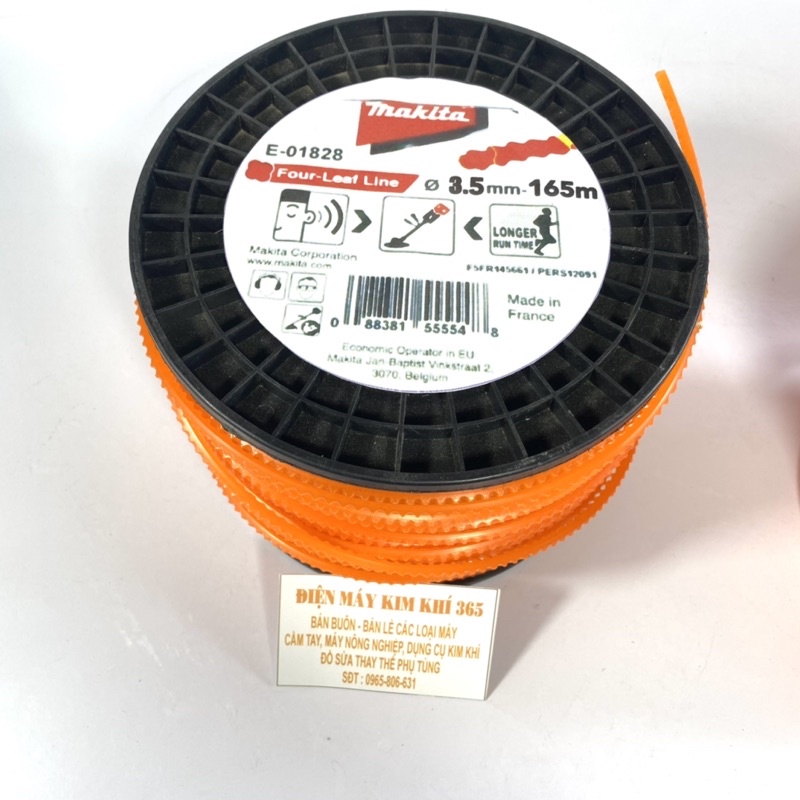 makita
E-01828
Four-Leaf Line
ø 3.5mm-165m
LONGER
RUN TIME
Makita Corporation
www.makita.com
F5FR145661 / PERS12091
Made in
France
0 88381 55554 8
Economic Operator in EU
Makita Jan-Baptist Vinkstraat 2,
3070, Belgium
ĐIỆN MÁY KIM KHÍ 365
BÁN BUÔN - BÁN LẺ CÁC LOẠI MÁY
CẦM TAY, MÁY NÔNG NGHIỆP, DỤNG CỤ KIM KHÍ
ĐỒ SỬA THAY THẾ PHỤ TÙNG
SĐT : 0965-806-631